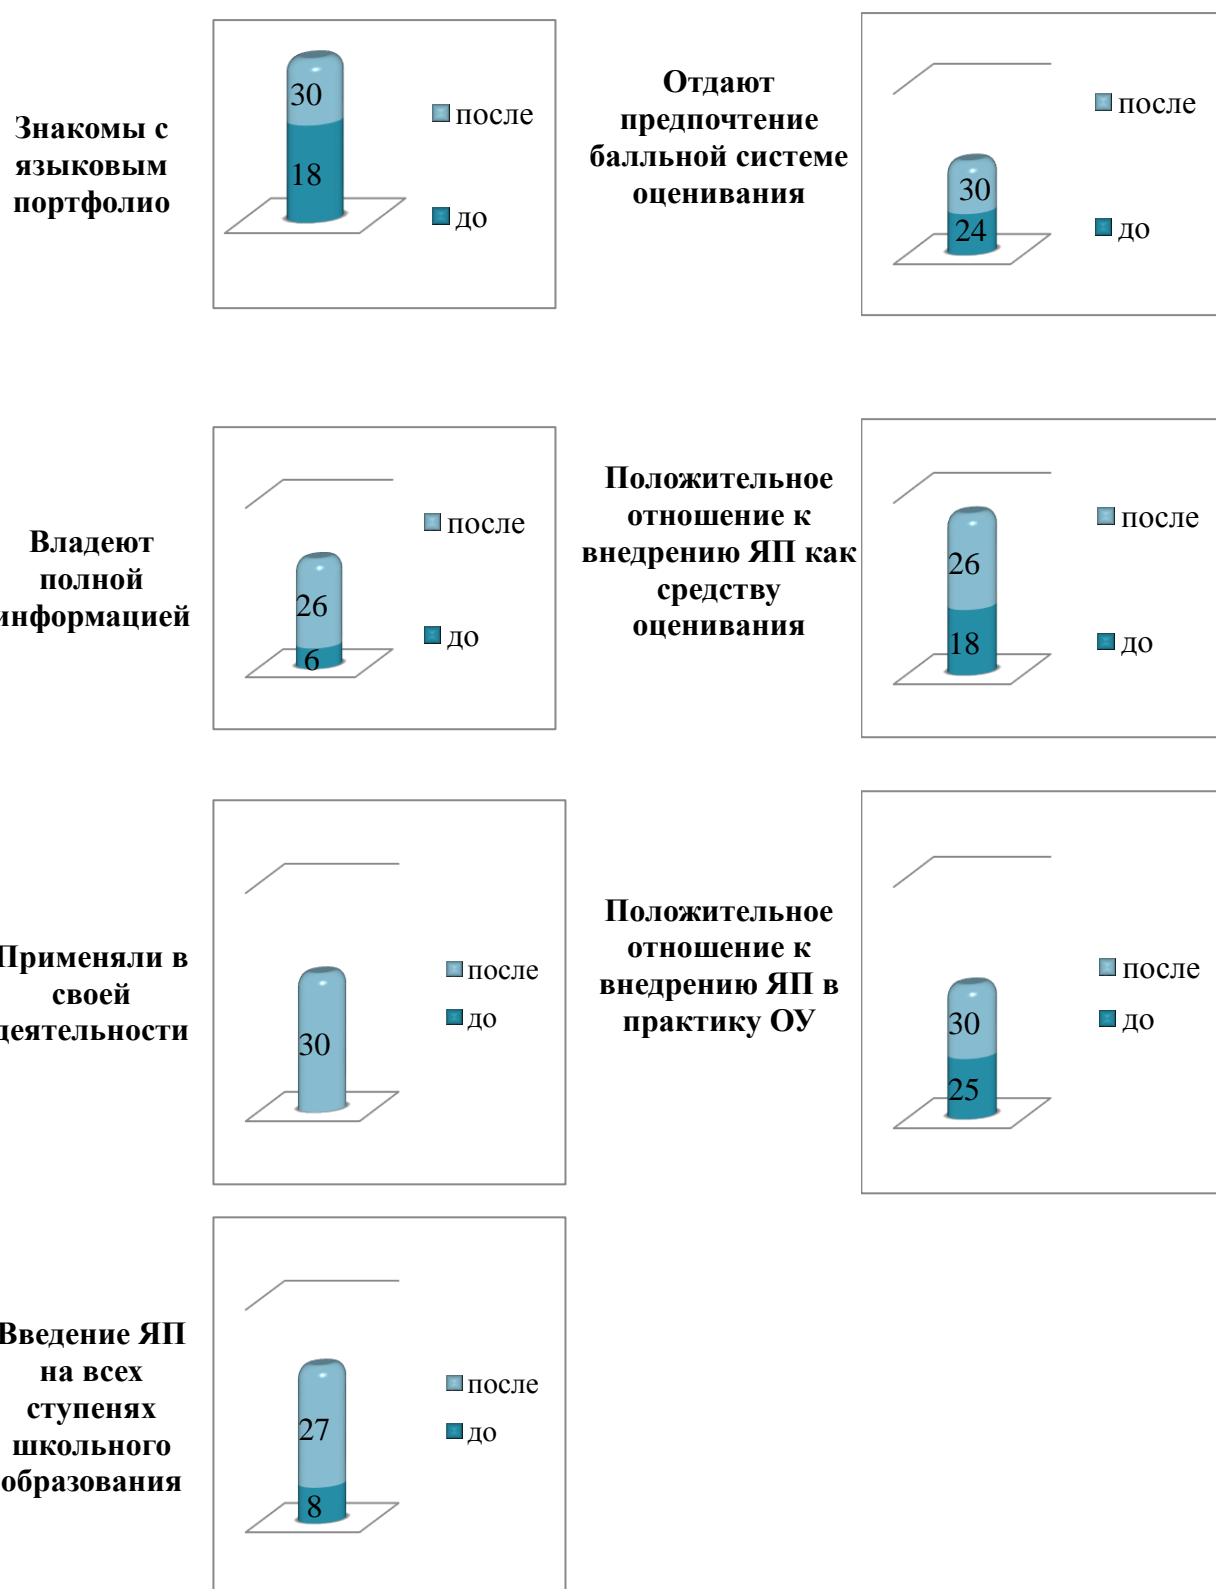 Знакомы с
языковым
портфолио
30
18
после
до
Отдают
предпочтение
балльной системе
оценивания
30
24
после
до
Владеют
полной
информацией
26
6
после
до
Положительное
отношение к
внедрению ЯП как
средству
оценивания
26
18
после
до
Применяли в
своей
деятельности
30
после
до
Положительное
отношение к
внедрению ЯП в
практику ОУ
30
25
после
до
Введение ЯП
на всех
ступенях
школьного
образования
27
8
после
до